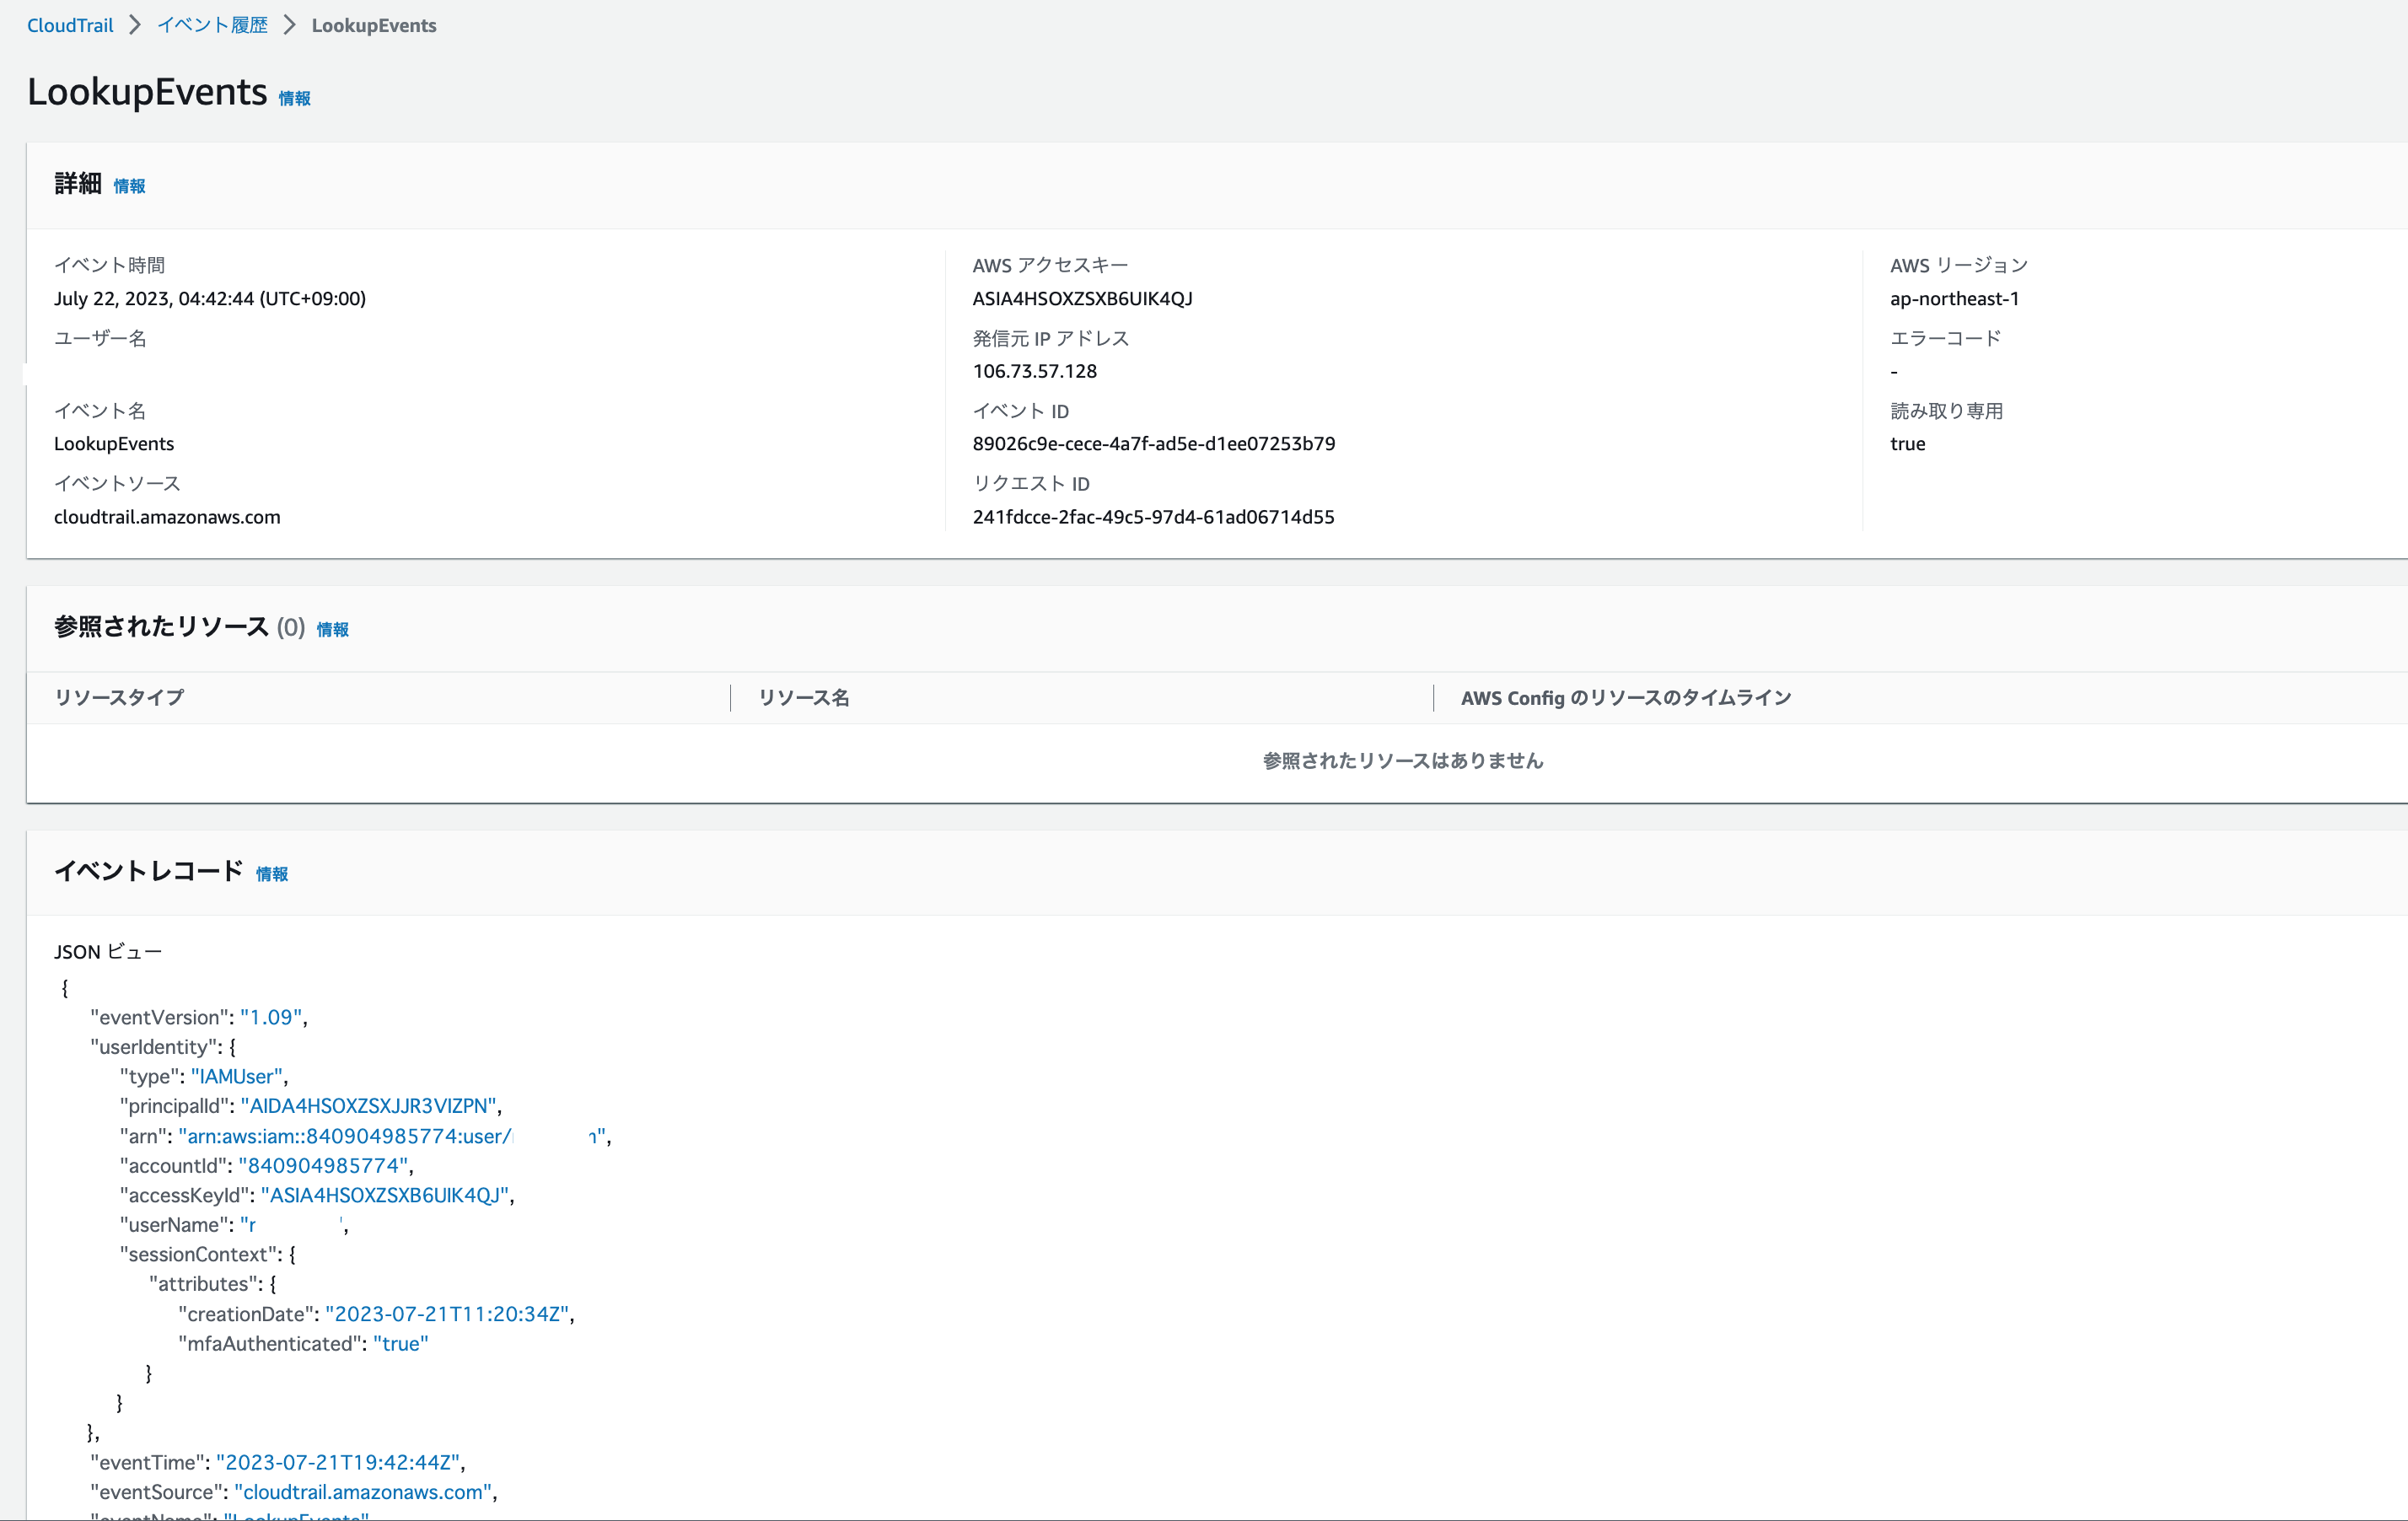 CloudTrail > イベント履歴 > LookupEvents
LookupEvents 情報
詳細 情報
イベント時間
July 22, 2023, 04:42:44 (UTC+09:00)
ユーザー名
イベント名
LookupEvents
イベントソース
cloudtrail.amazonaws.com
AWS アクセスキー
ASIA4HSOXZSXB6UIK4QJ
発信元 IP アドレス
106.73.57.128
イベント ID
89026c9e-cece-4a7f-ad5e-d1ee07253b79
リクエスト ID
241fdcce-2fac-49c5-97d4-61ad06714d55
AWS リージョン
ap-northeast-1
エラーコード
-
読み取り専用
true
参照されたリソース (0) 情報
リソースタイプ リソース名 AWS Config のリソースのタイムライン
参照されたリソースはありません
イベントレコード 情報
JSON ビュー
{
"eventVersion": "1.09",
"userIdentity": {
"type": "IAMUser",
"principalId": "AIDA4HSOXZSXJJR3VIZPN",
"arn": "arn:aws:iam::840904985774:user/ ",
"accountId": "840904985774",
"accessKeyId": "ASIA4HSOXZSXB6UIK4QJ",
"userName": "r ',
"sessionContext": {
"attributes": {
"creationDate": "2023-07-21T11:20:34Z",
"mfaAuthenticated": "true"
}
}
},
"eventTime": "2023-07-21T19:42:44Z",
"eventSource": "cloudtrail.amazonaws.com",
"eventName": "LookupEvents"